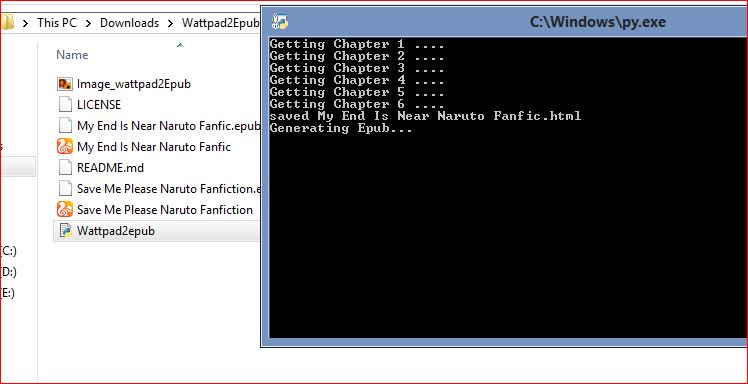 This PC
Downloads
Wattpad2Epub
Name
Image_wattpad2Epub
LICENSE
My End Is Near Naruto Fanfic.epub
My End Is Near Naruto Fanfic
README.md
Save Me Please Naruto Fanfiction.e
Save Me Please Naruto Fanfiction
Wattpad2epub
(C:)
(D:)
(E:)
C:\Windows\py.exe
Getting Chapter 1 ....
Getting Chapter 2 ....
Getting Chapter 3 ....
Getting Chapter 4 ....
Getting Chapter 5 ....
Getting Chapter 6 ....
saved My End Is Near Naruto Fanfic.html
Generating Epub...